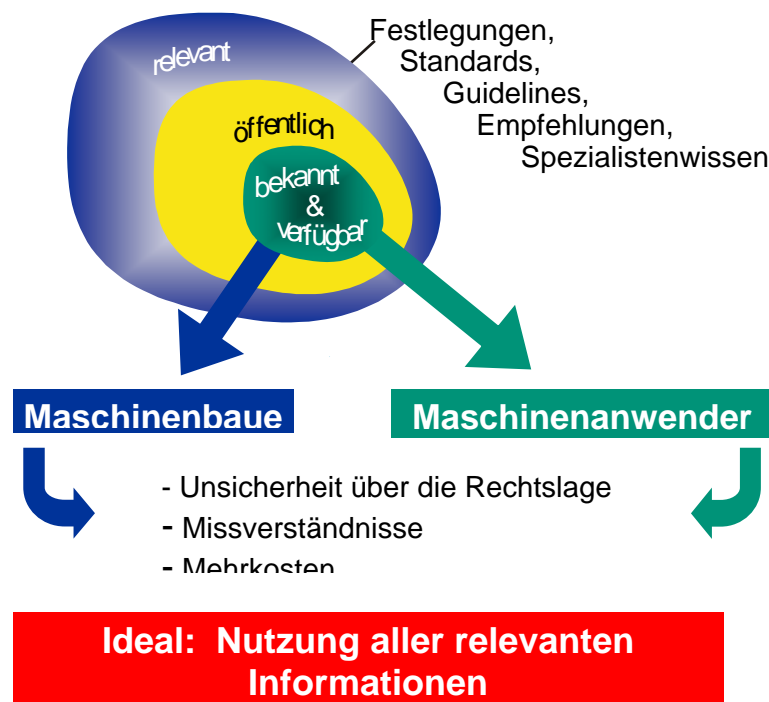 relevant
Festlegungen,
Standards,
Guidelines,
Empfehlungen,
Spezialistenwissen
öffentlich
bekannt
&
verfügbar
Maschinenbaue
Maschinenanwender
- Unsicherheit über die Rechtslage
- Missverständnisse
- Mehrkosten
Ideal: Nutzung aller relevanten
Informationen